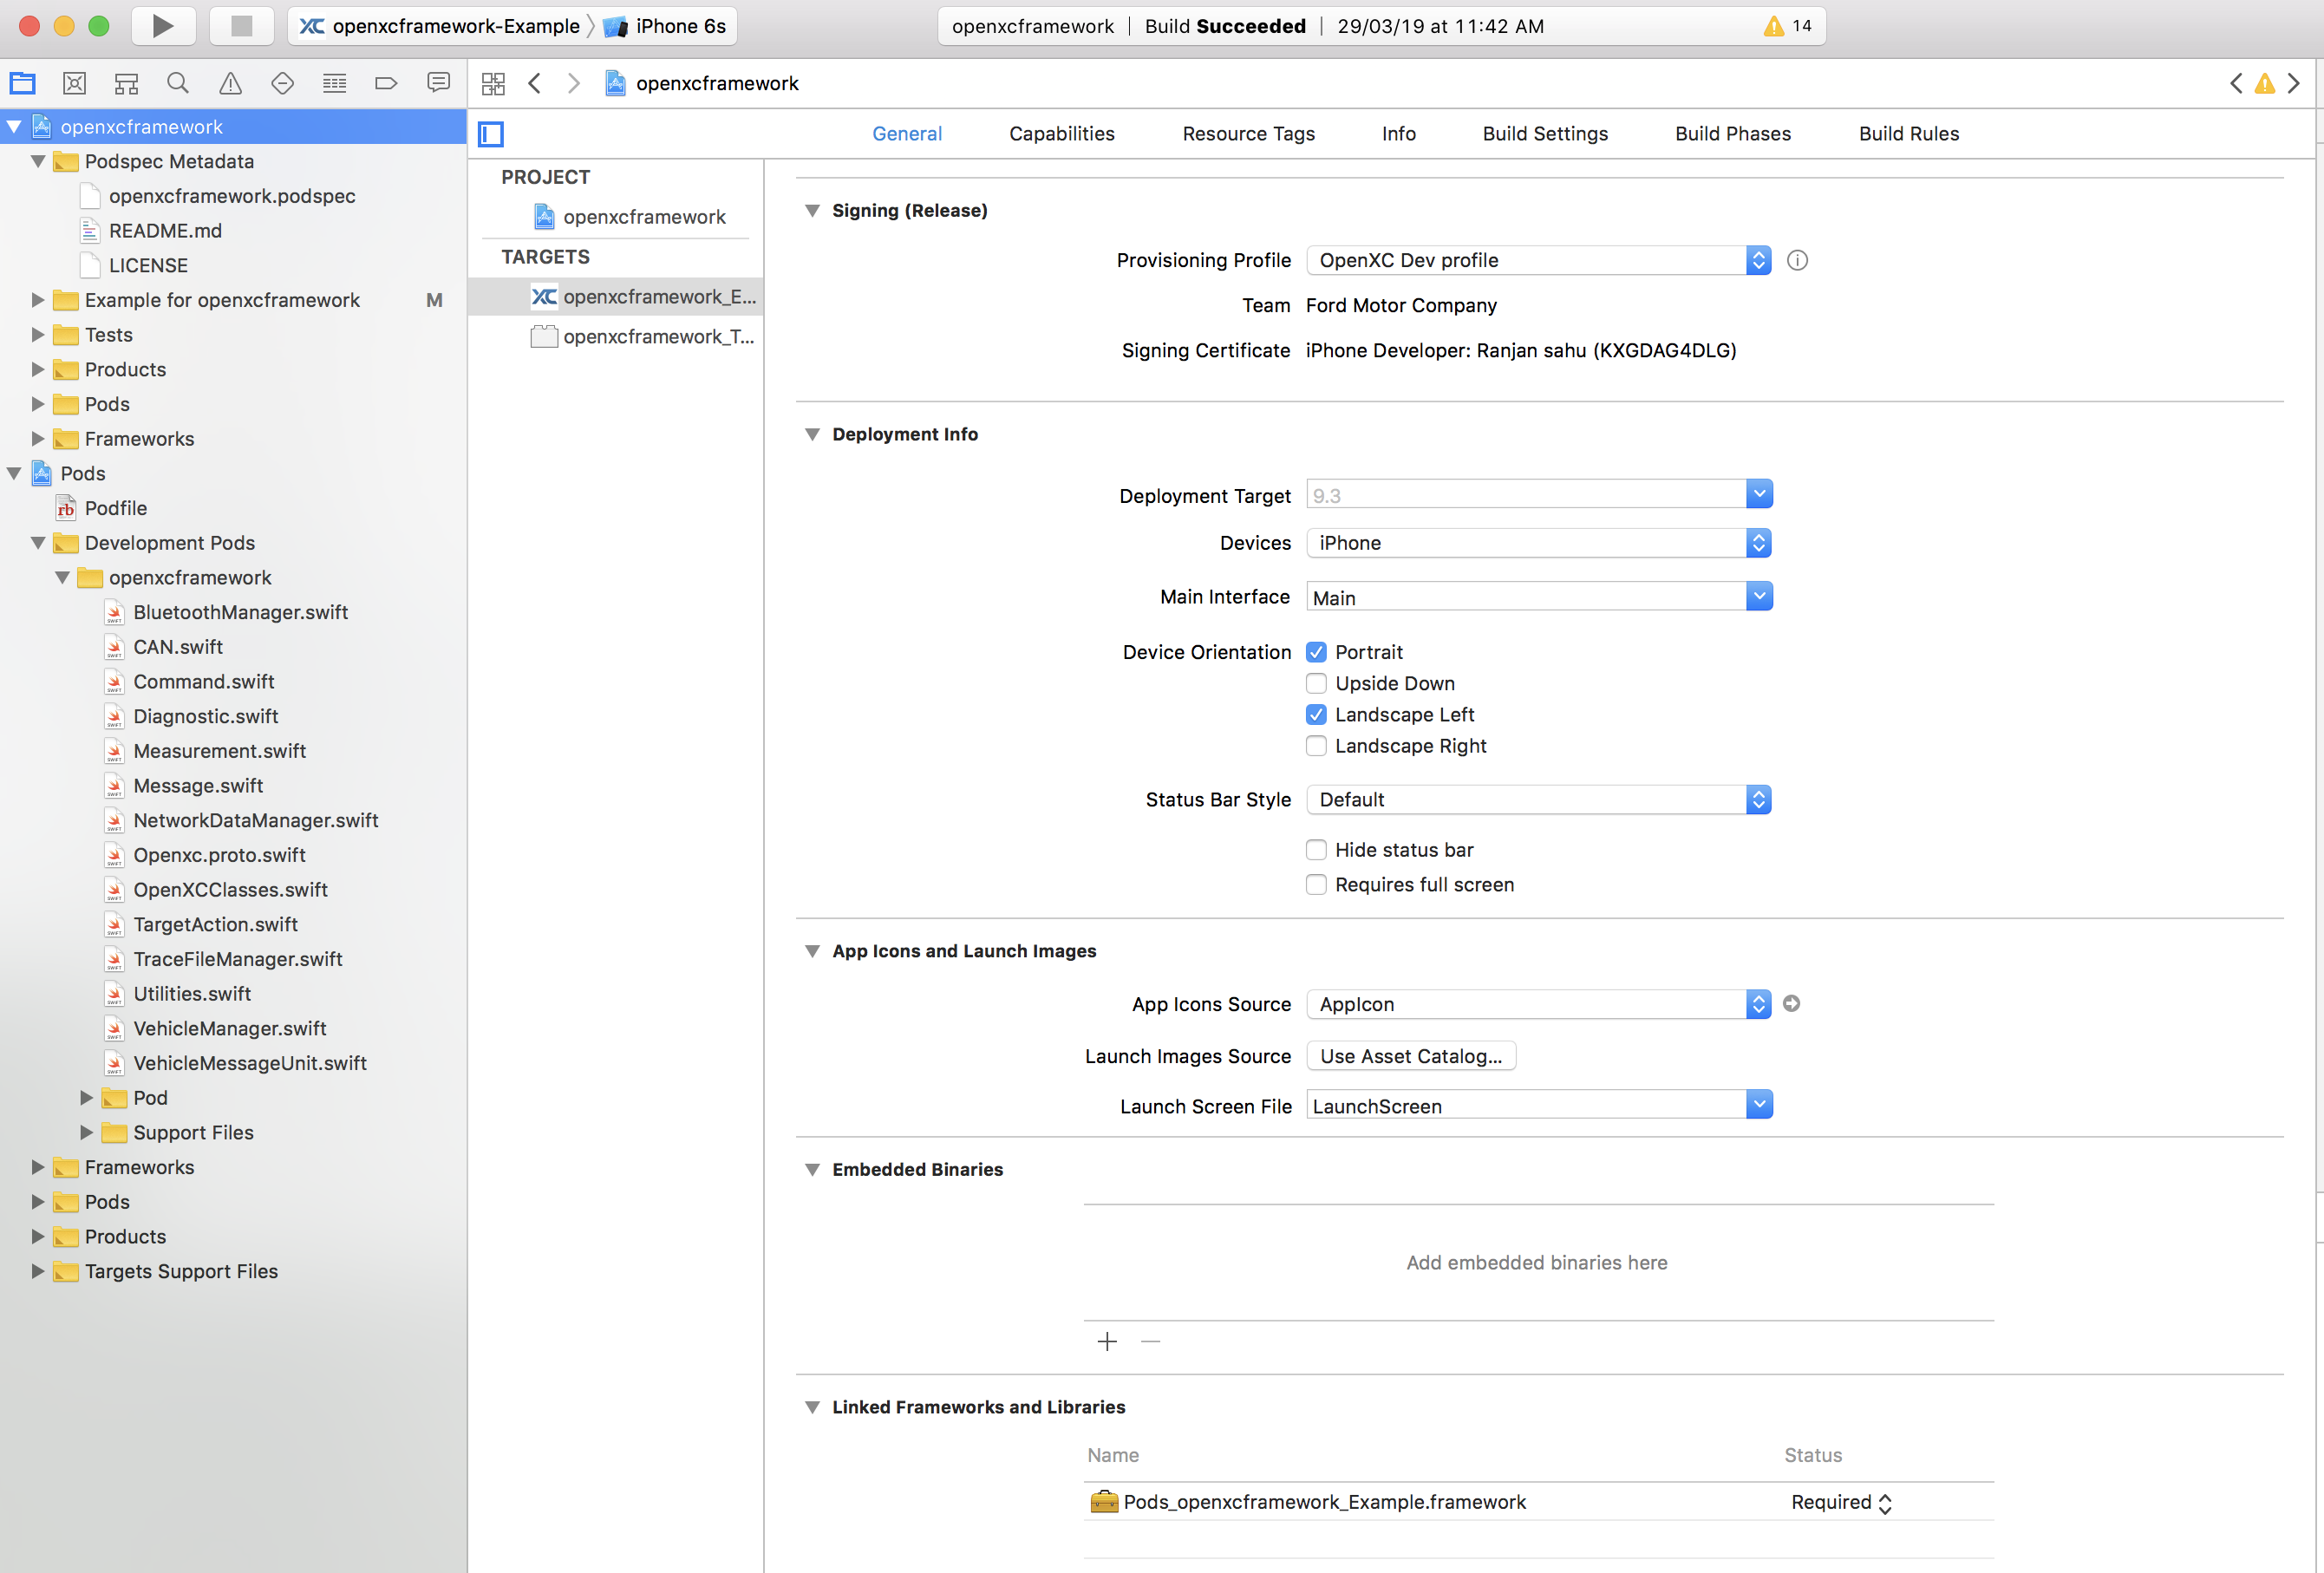 openxcframework-Example  iPhone 6s
openxcframework | Build Succeeded | 29/03/19 at 11:42 AM  14
openxcframework
openxcframework
Podspec Metadata
openxcframework.podspec
README.md
LICENSE
Example for openxcframework  M
Tests
Products
Pods
Frameworks
Pods
Podfile
Development Pods
openxcframework
BluetoothManager.swift
CAN.swift
Command.swift
Diagnostic.swift
Measurement.swift
Message.swift
NetworkDataManager.swift
Openxc.proto.swift
OpenXCClasses.swift
TargetAction.swift
TraceFileManager.swift
Utilities.swift
VehicleManager.swift
VehicleMessageUnit.swift
Pod
Support Files
Frameworks
Pods
Products
Targets Support Files
General  Capabilities  Resource Tags  Info  Build Settings  Build Phases  Build Rules
PROJECT
openxcframework
TARGETS
openxcframework_E...
openxcframework_T...
Signing (Release)
Provisioning Profile  OpenXC Dev profile
Team  Ford Motor Company
Signing Certificate  iPhone Developer: Ranjan sahu (KXGDAG4DLG)
Deployment Info
Deployment Target  9.3
Devices  iPhone
Main Interface  Main
Device Orientation  Portrait
Upside Down
Landscape Left
Landscape Right
Status Bar Style  Default
Hide status bar
Requires full screen
App Icons and Launch Images
App Icons Source  AppIcon
Launch Images Source  Use Asset Catalog...
Launch Screen File  LaunchScreen
Embedded Binaries
Add embedded binaries here
Linked Frameworks and Libraries
Name  Status
Pods_openxcframework_Example.framework  Required